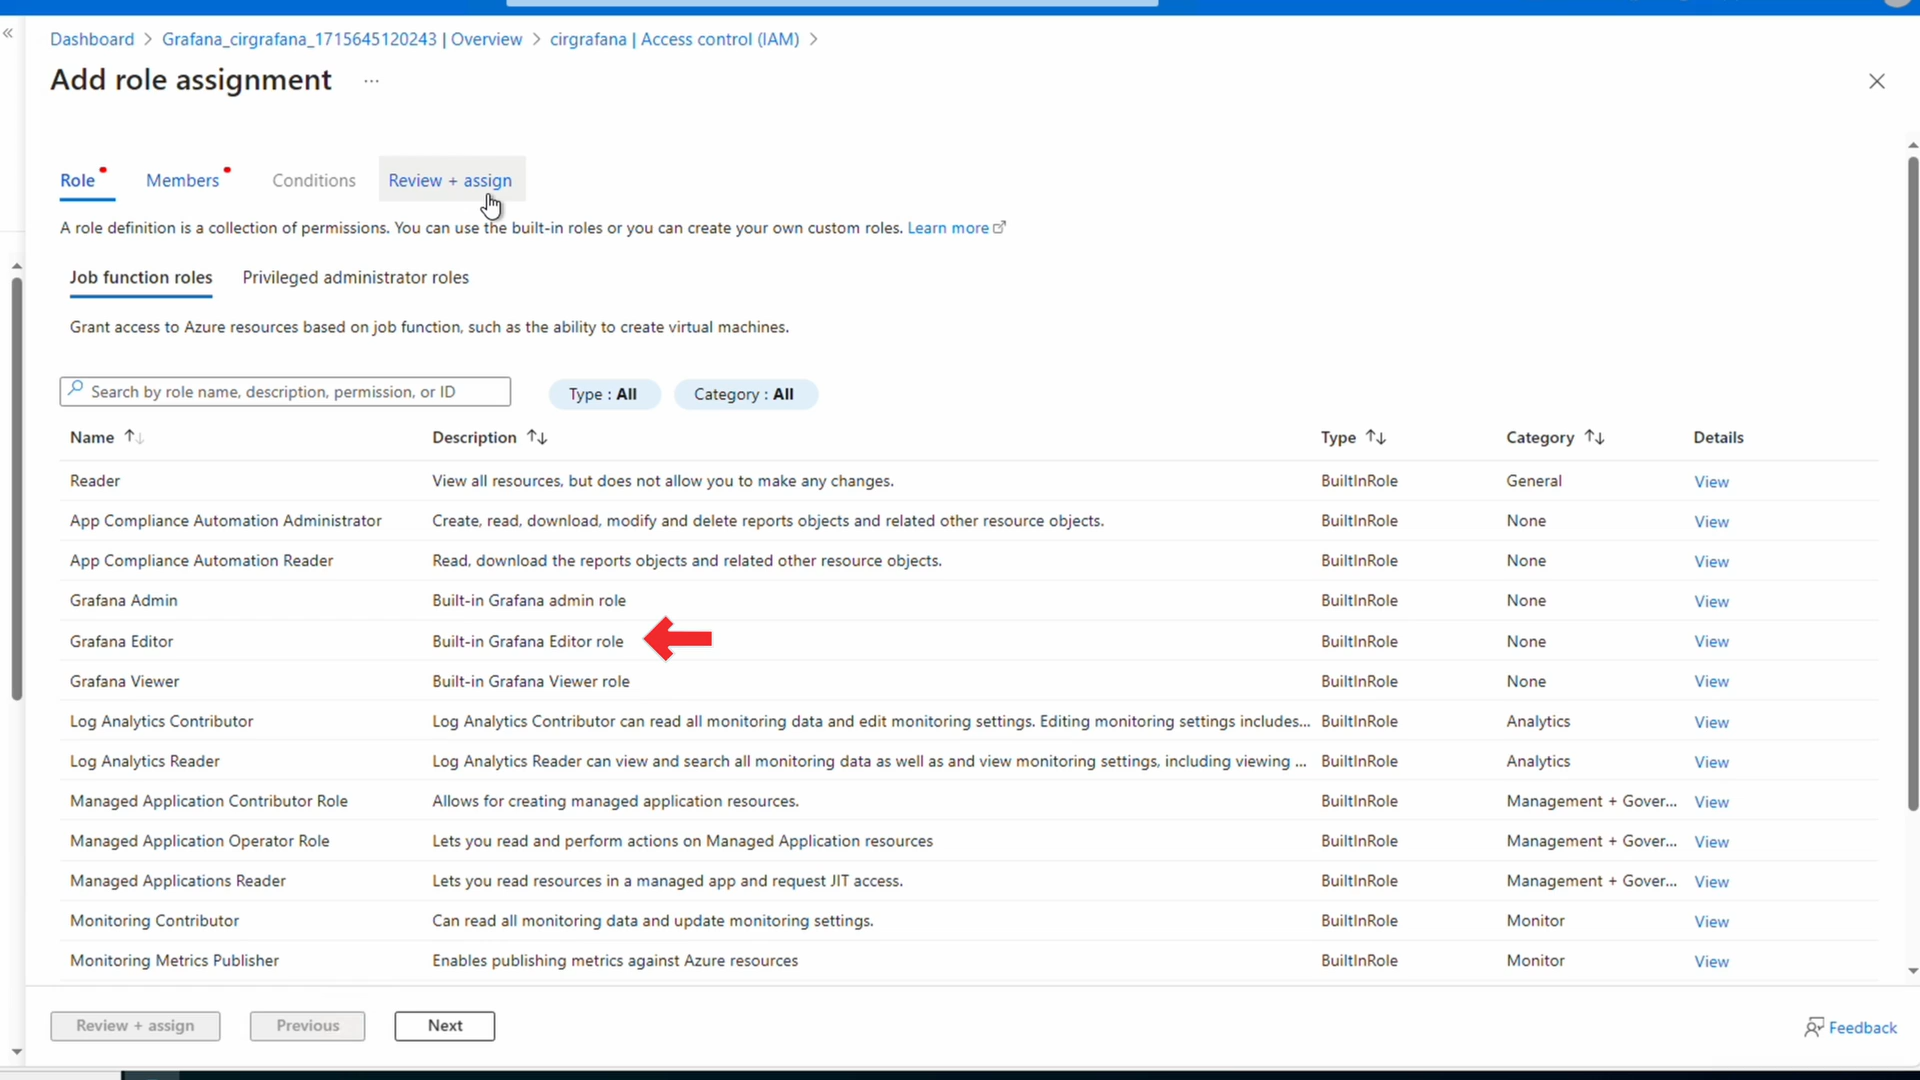 Dashboard > Grafana_cirgrafana_1715645120243 | Overview > cirgrafana | Access control (IAM) >
Add role assignment ...
Role Members Conditions Review + assign
A role definition is a collection of permissions. You can use the built-in roles or you can create your own custom roles. Learn more
Job function roles Privileged administrator roles
Grant access to Azure resources based on job function, such as the ability to create virtual machines.
Search by role name, description, permission, or ID Type : All Category : All
Name Description Type Category Details
Reader View all resources, but does not allow you to make any changes. BuiltInRole General View
App Compliance Automation Administrator Create, read, download, modify and delete reports objects and related other resource objects. BuiltInRole None View
App Compliance Automation Reader Read, download the reports objects and related other resource objects. BuiltInRole None View
Grafana Admin Built-in Grafana admin role BuiltInRole None View
Grafana Editor Built-in Grafana Editor role BuiltInRole None View
Grafana Viewer Built-in Grafana Viewer role BuiltInRole None View
Log Analytics Contributor Log Analytics Contributor can read all monitoring data and edit monitoring settings. Editing monitoring settings includes... BuiltInRole Analytics View
Log Analytics Reader Log Analytics Reader can view and search all monitoring data as well as and view monitoring settings, including viewing ... BuiltInRole Analytics View
Managed Application Contributor Role Allows for creating managed application resources. BuiltInRole Management + Gover... View
Managed Application Operator Role Lets you read and perform actions on Managed Application resources BuiltInRole Management + Gover... View
Managed Applications Reader Lets you read resources in a managed app and request JIT access. BuiltInRole Management + Gover... View
Monitoring Contributor Can read all monitoring data and update monitoring settings. BuiltInRole Monitor View
Monitoring Metrics Publisher Enables publishing metrics against Azure resources BuiltInRole Monitor View
Review + assign Previous Next Feedback